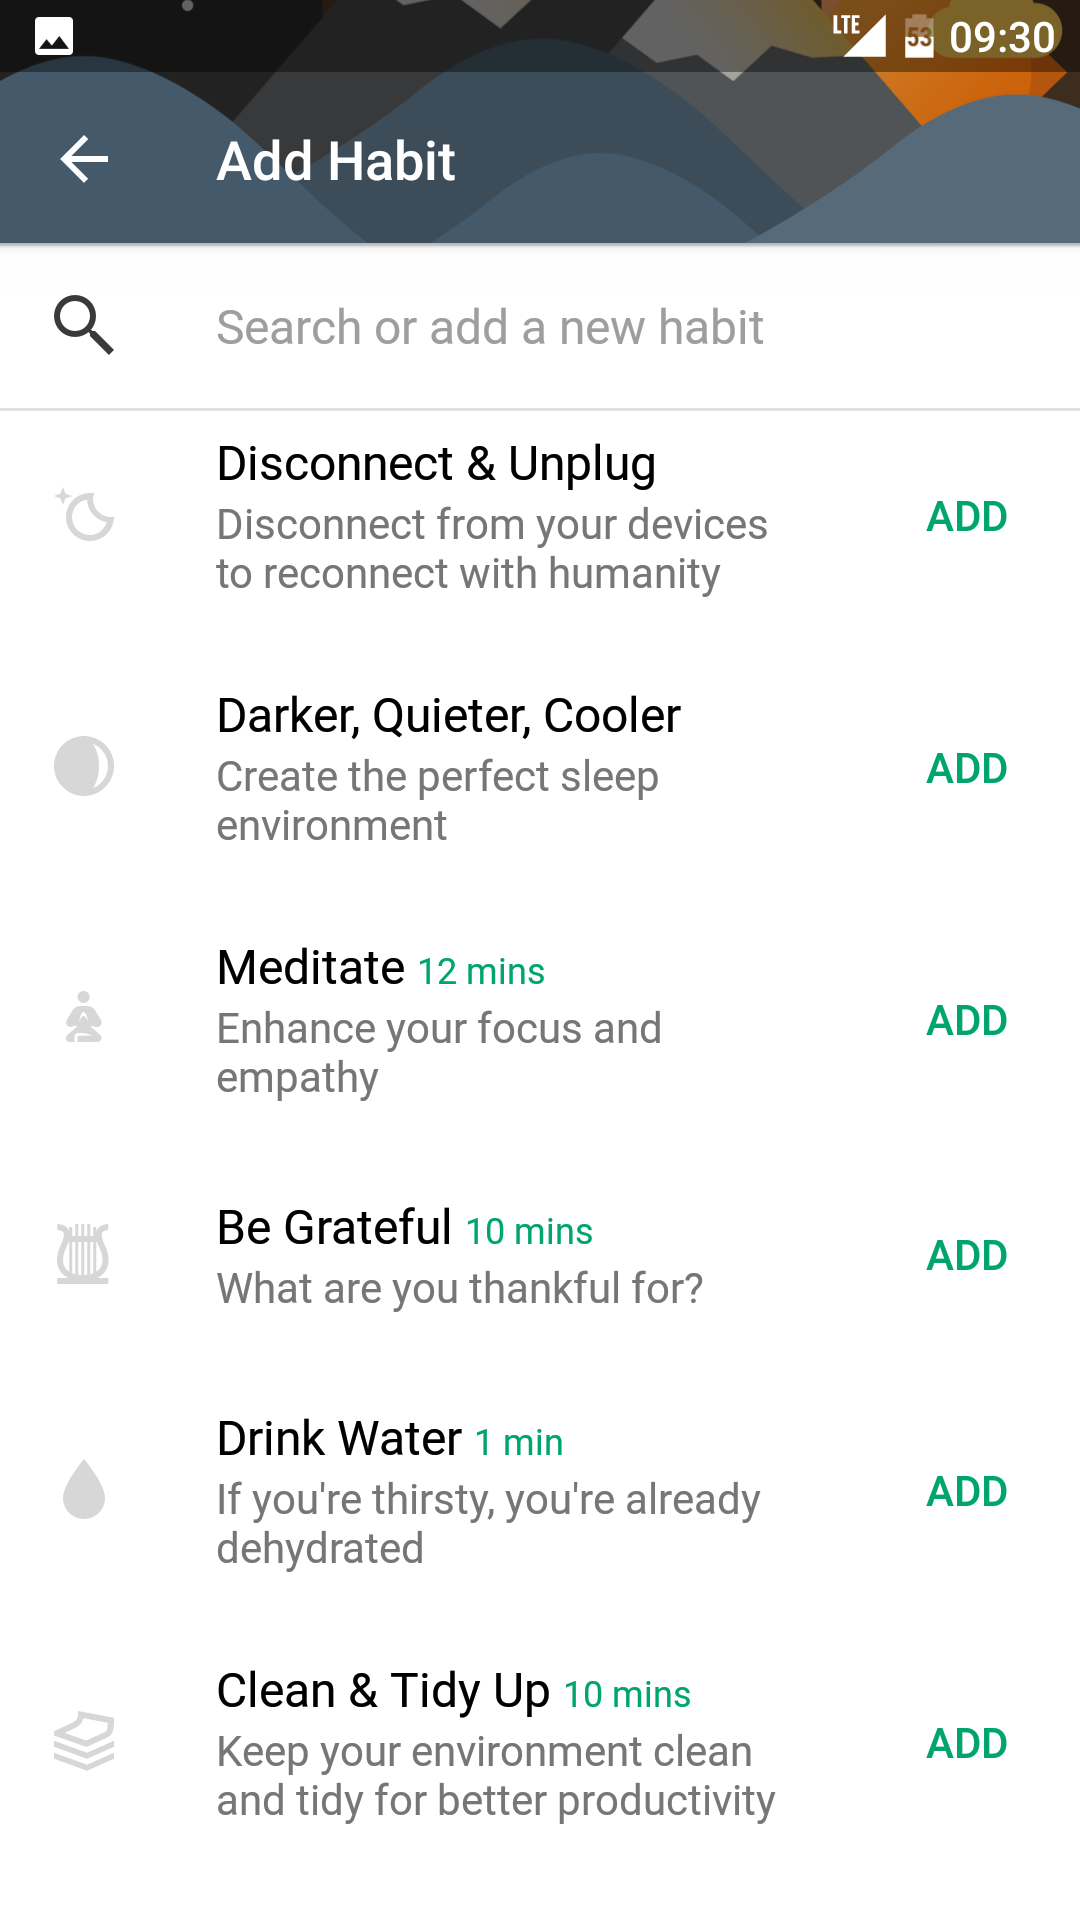 LTE 53 09:30
Add Habit
Search or add a new habit
Disconnect & Unplug
Disconnect from your devices
to reconnect with humanity
ADD
Darker, Quieter, Cooler
Create the perfect sleep
environment
ADD
Meditate 12 mins
Enhance your focus and
empathy
ADD
Be Grateful 10 mins
What are you thankful for?
ADD
Drink Water 1 min
If you're thirsty, you're already
dehydrated
ADD
Clean & Tidy Up 10 mins
Keep your environment clean
and tidy for better productivity
ADD